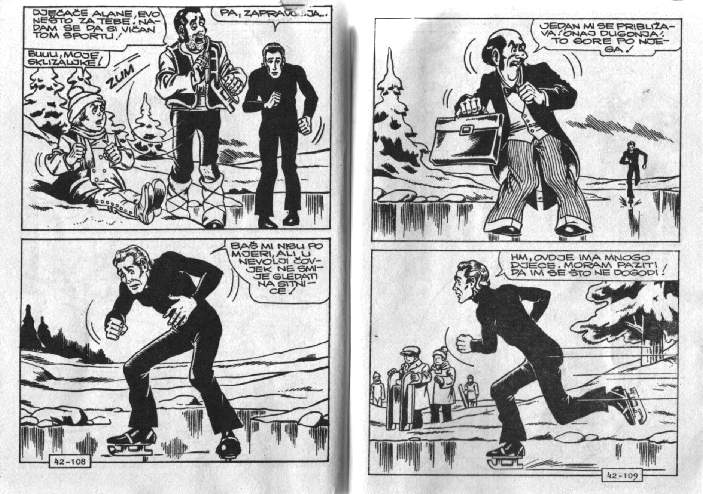 DJEČAČE ALANE, EVO
NEŠTO ZA TEBE. NA-
DAM SE DA SI VIČAN
TOM SPORTU!
PA, ZAPRAVO... JA...
BUUU, MOJE
SKLIZALJKE!
ZUM
BAŠ MI NISU PO
MJERI, ALI, U
NEVOLJI ČOV-
JEK NE SMI-
JE GLEDATI
NA SITNI-
CE!
42-108
JEDAN MI SE PRIBLIŽA-
VA! ONAJ DUGONJA!
TO GORE PO NJE-
GA!
HM, OVDJE IMA MNOGO
DJECE. MORAM PAZITI
DA IM SE ŠTO NE DOGODI!
42-109